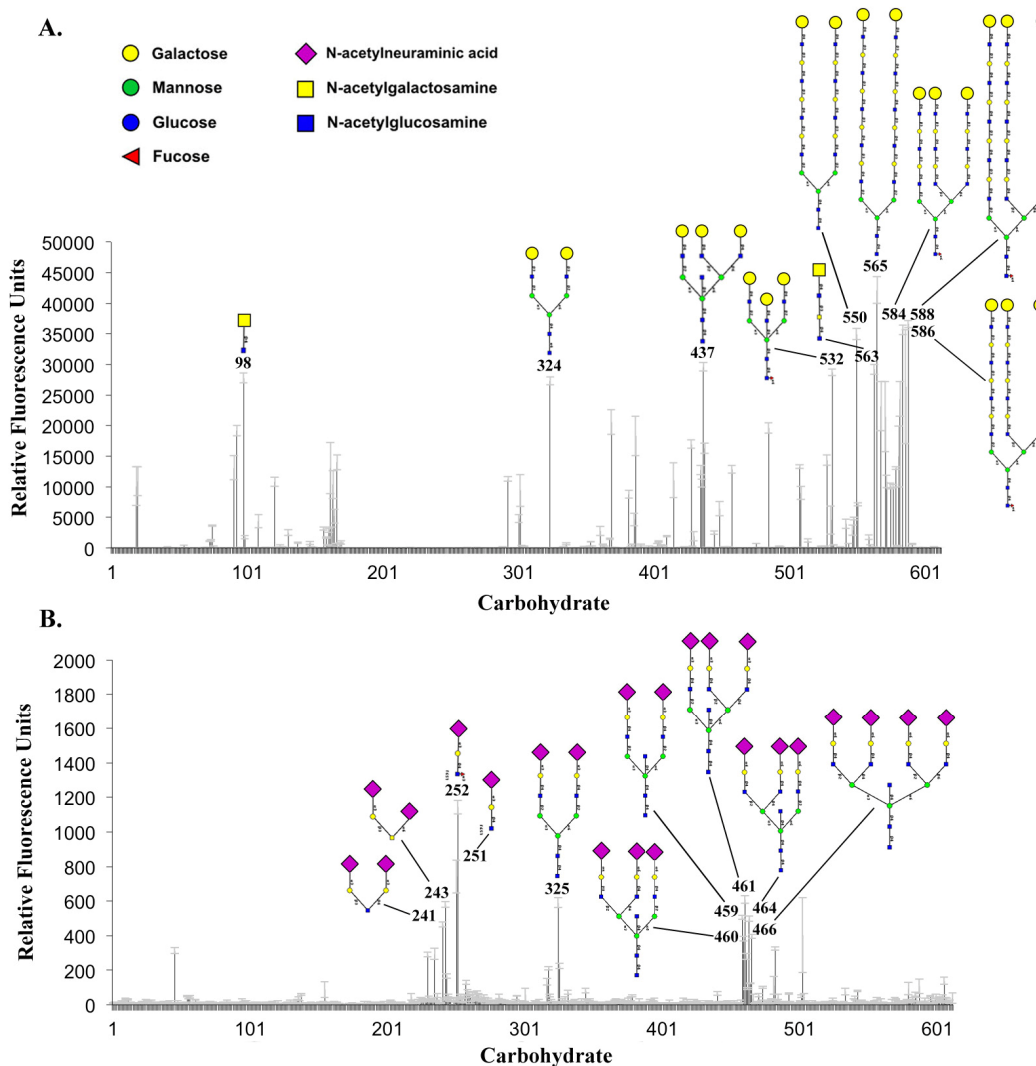 A.
Galactose
N-acetylneuraminic acid
Mannose
N-acetylgalactosamine
Glucose
N-acetylglucosamine
Fucose
Relative Fluorescence Units
50000
45000
40000
35000
30000
25000
20000
15000
10000
5000
0
98
324
437
532
563
550
565
584
588
586
1 101 201 301 401 501 601
Carbohydrate
B.
Relative Fluorescence Units
2000
1800
1600
1400
1200
1000
800
600
400
200
0
241
243
252
251
325
459
460
461
464
466
1 101 201 301 401 501 601
Carbohydrate